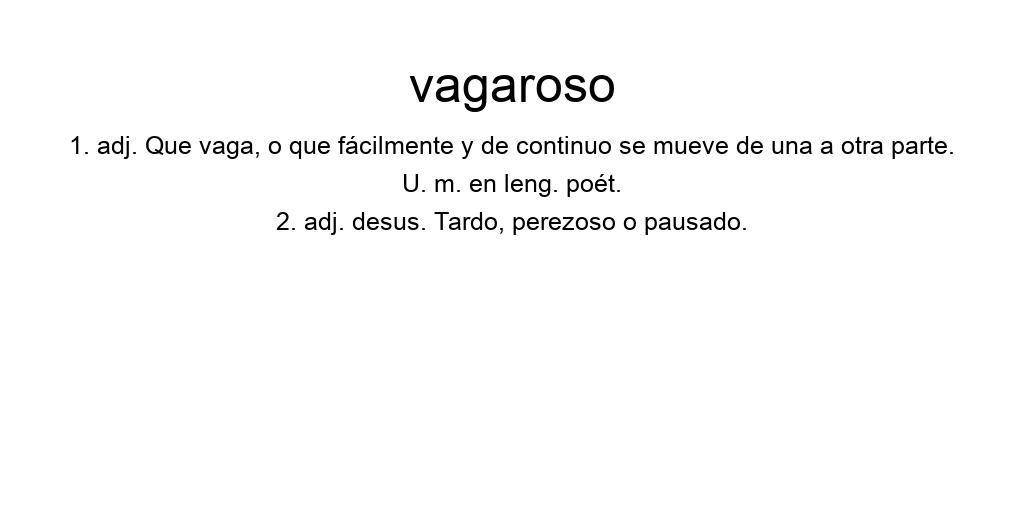 vagaroso
1. adj. Que vaga, o que fácilmente y de continuo se mueve de una a otra parte.
U. m. en leng. poét.
2. adj. desus. Tardo, perezoso o pausado.